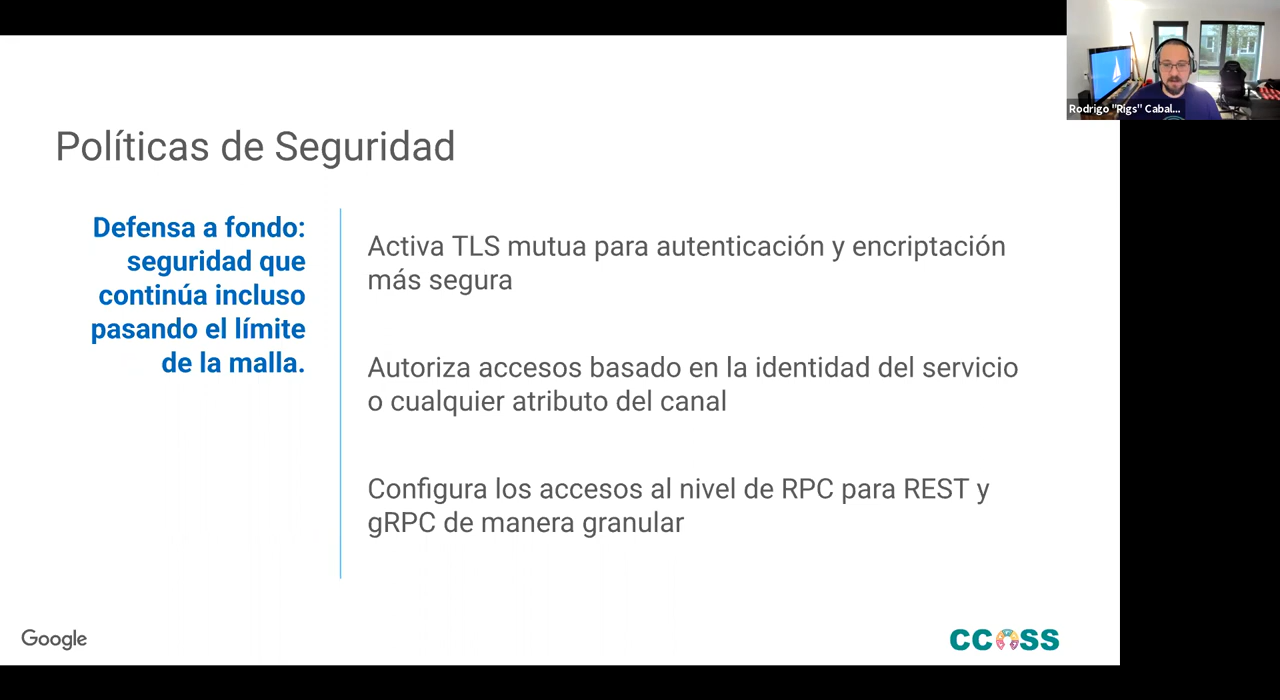 Rodrigo "Rigs" Cabal...
Políticas de Seguridad
Defensa a fondo:
seguridad que
continúa incluso
pasando el límite
de la malla.
Activa TLS mutua para autenticación y encriptación
más segura
Autoriza accesos basado en la identidad del servicio
o cualquier atributo del canal
Configura los accesos al nivel de RPC para REST y
gRPC de manera granular
Google
CCOSS